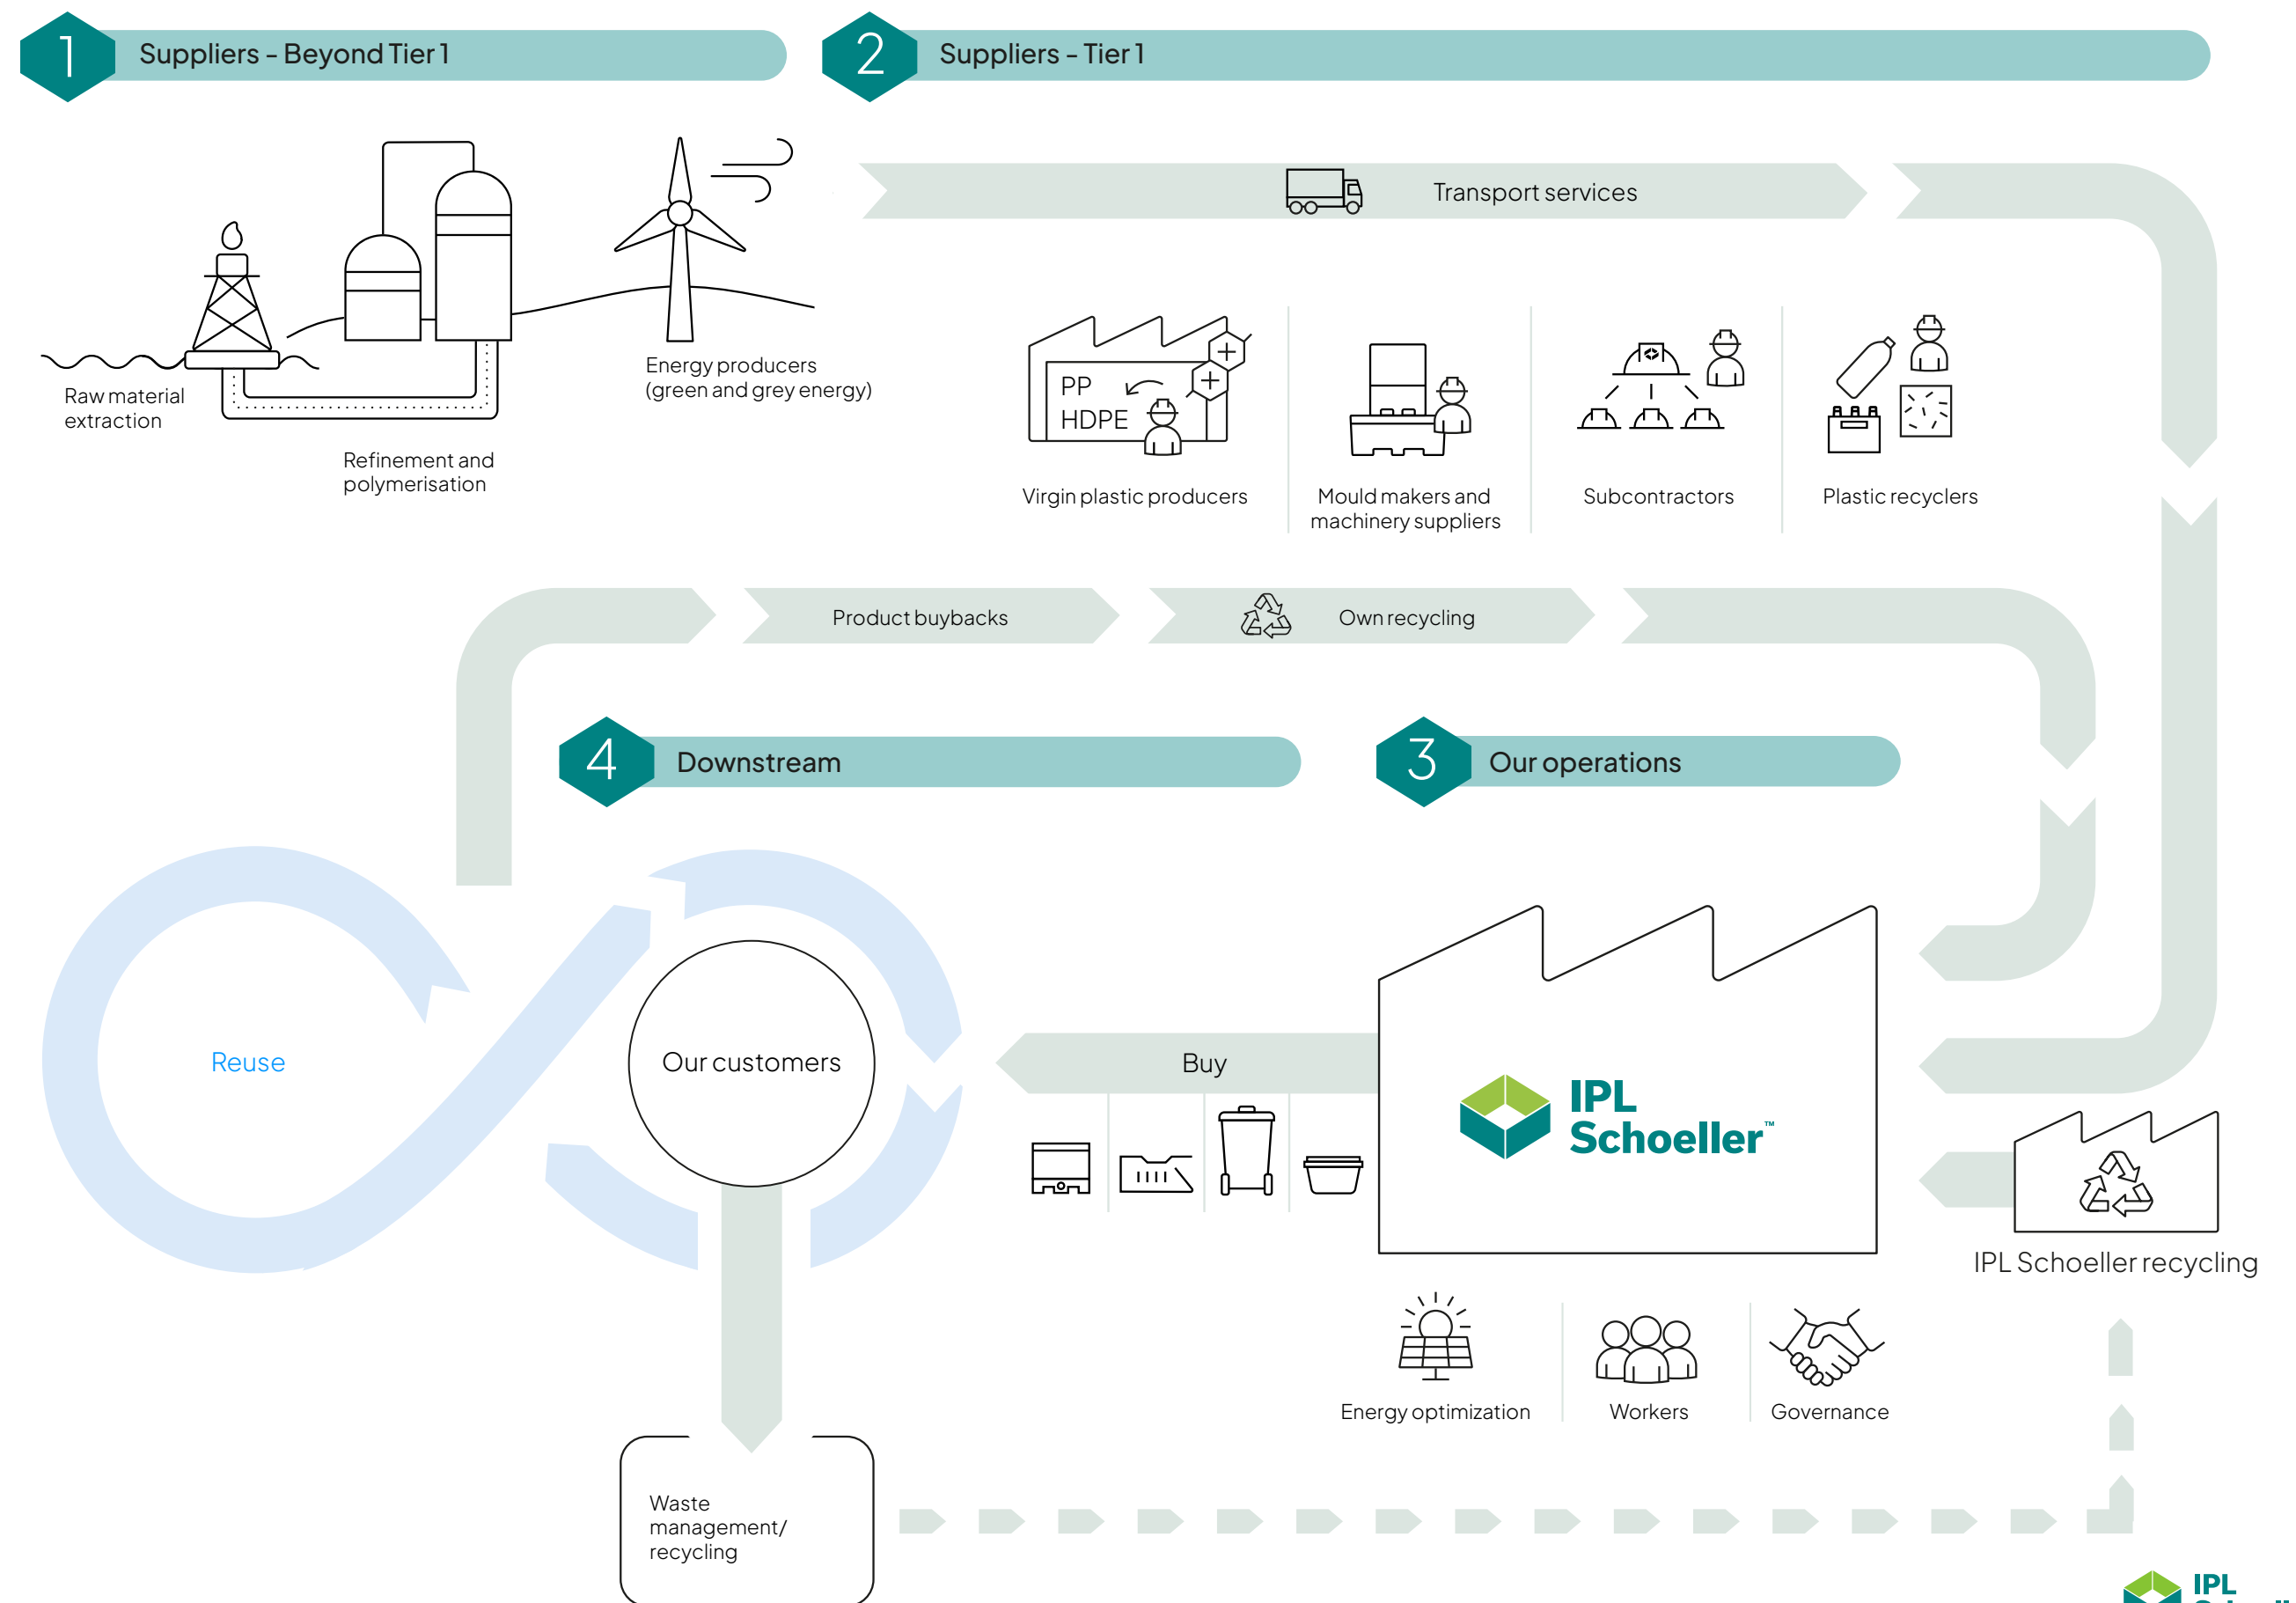 1
Suppliers - Beyond Tier 1
2
Suppliers - Tier 1
Transport services
Raw material
extraction
Refinement and
polymerisation
Energy producers
(green and grey energy)
PP
HDPE
Virgin plastic producers
Mould makers and
machinery suppliers
Subcontractors
Plastic recyclers
Product buybacks
Own recycling
4
Downstream
3
Our operations
Reuse
Our customers
Buy
IPL
Schoeller™
IPL Schoeller recycling
Energy optimization
Workers
Governance
Waste
management/
recycling
IPL